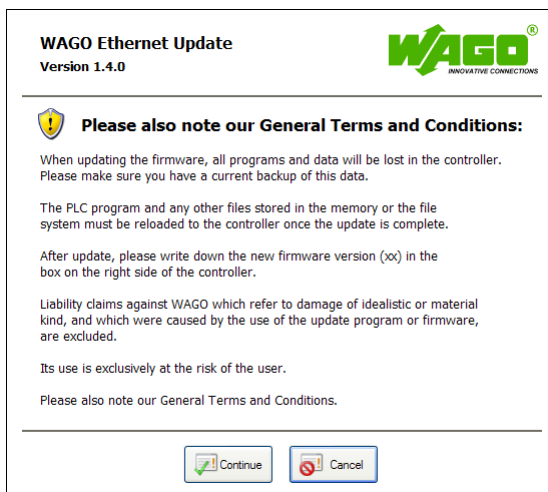 WAGO Ethernet Update
Version 1.4.0
WAGO®
INNOVATIVE CONNECTIONS
Please also note our General Terms and Conditions:
When updating the firmware, all programs and data will be lost in the controller.
Please make sure you have a current backup of this data.
The PLC program and any other files stored in the memory or the file
system must be reloaded to the controller once the update is complete.
After update, please write down the new firmware version (xx) in the
box on the right side of the controller.
Liability claims against WAGO which refer to damage of idealistic or material
kind, and which were caused by the use of the update program or firmware,
are excluded.
Its use is exclusively at the risk of the user.
Please also note our General Terms and Conditions.
Continue
Cancel